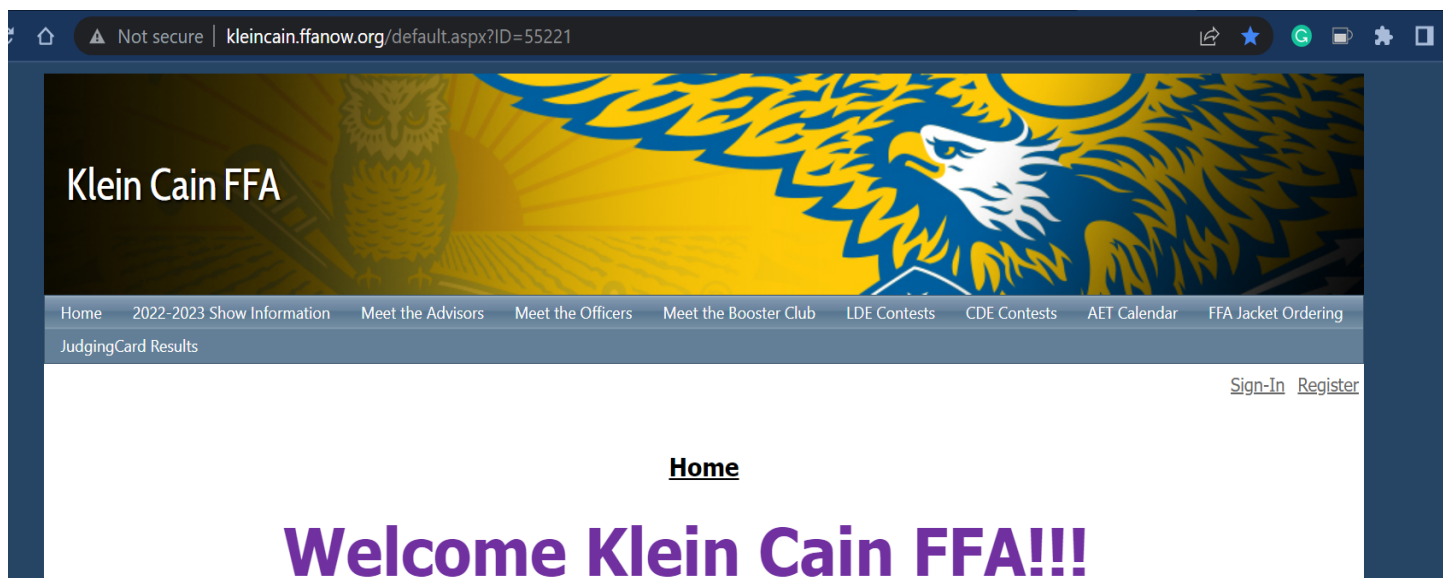 Not secure | kleincain.ffanow.org/default.aspx?ID=55221
Klein Cain FFA
Home 2022-2023 Show Information Meet the Advisors Meet the Officers Meet the Booster Club LDE Contests CDE Contests AET Calendar FFA Jacket Ordering
JudgingCard Results
Sign-In Register
Home
Welcome Klein Cain FFA!!!